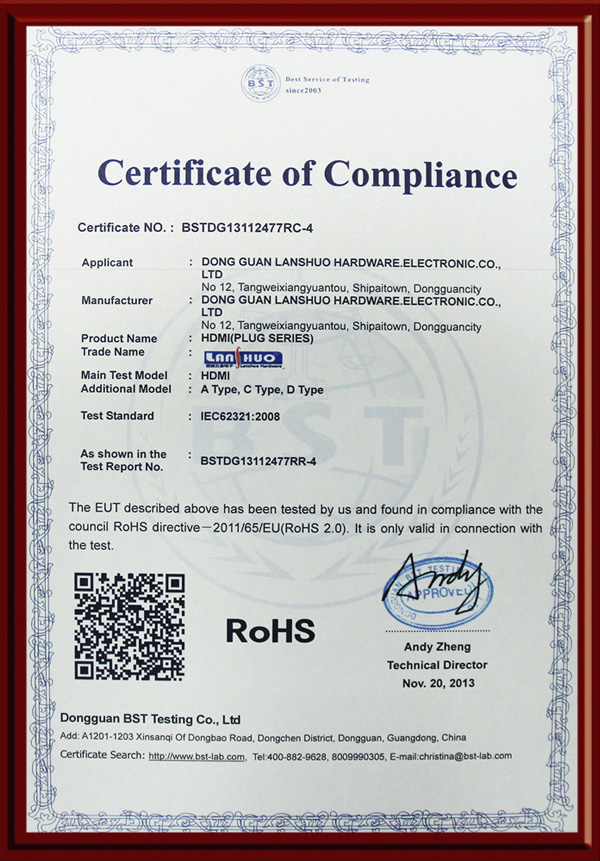 BST
Best Service of Testing
since2003
Certificate of Compliance
Certificate NO. : BSTDG13112477RC-4
Applicant : DONG GUAN LANSHUO HARDWARE.ELECTRONIC.CO.,
LTD
No 12, Tangweixiangyuantou, Shipaitown, Dongguancity
Manufacturer : DONG GUAN LANSHUO HARDWARE.ELECTRONIC.CO.,
LTD
No 12, Tangweixiangyuantou, Shipaitown, Dongguancity
Product Name : HDMI(PLUG SERIES)
Trade Name : LANSHUO
Lanshuo Hardware
Main Test Model : HDMI
Additional Model : A Type, C Type, D Type
Test Standard : IEC62321:2008
As shown in the :
Test Report No. BSTDG13112477RR-4
BST
The EUT described above has been tested by us and found in compliance with the
council RoHS directive－2011/65/EU(RoHS 2.0). It is only valid in connection with
the test.
RoHS
Andy
APPROVED
Andy Zheng
Technical Director
Nov. 20, 2013
Dongguan BST Testing Co., Ltd
Add: A1201-1203 Xinsanqi Of Dongbao Road, Dongchen District, Dongguan, Guangdong, China
Certificate Search: http://www.bst-lab.com, Tel:400-882-9628, 8009990305, E-mail:christina@bst-lab.com